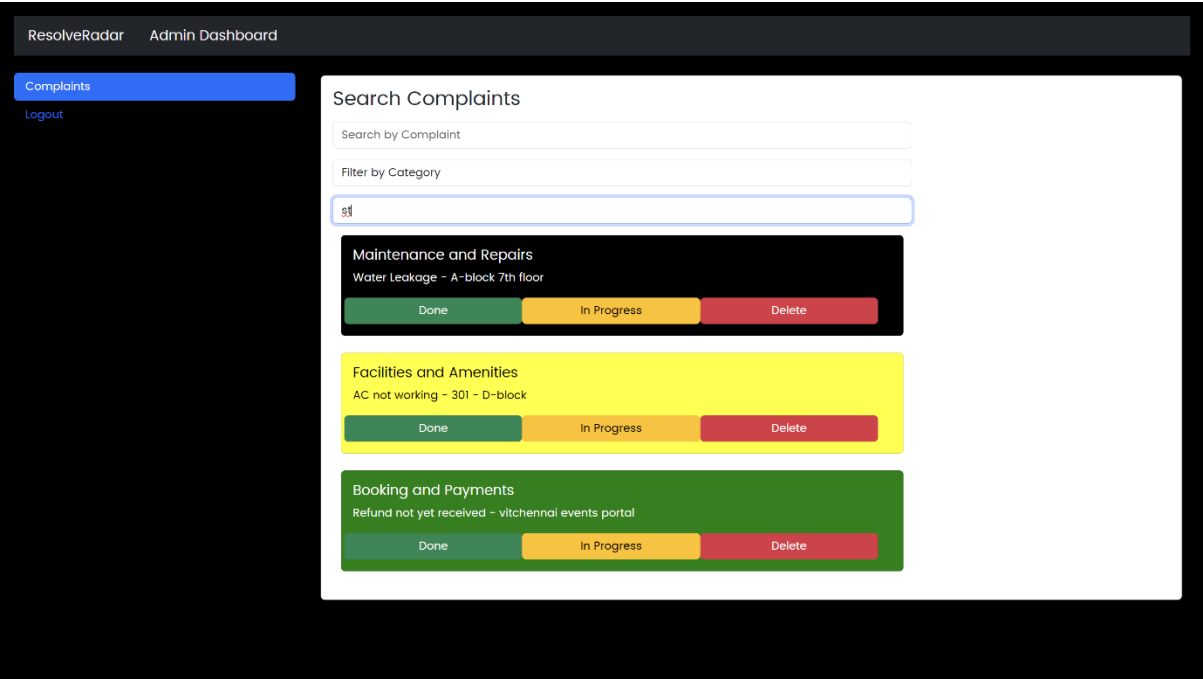 ResolveRadar Admin Dashboard
Complaints
Logout
Search Complaints
Search by Complaint
Filter by Category
st
Maintenance and Repairs
Water Leakage - A-block 7th floor
Done In Progress Delete
Facilities and Amenities
AC not working - 301 - D-block
Done In Progress Delete
Booking and Payments
Refund not yet received - vitchennai events portal
Done In Progress Delete